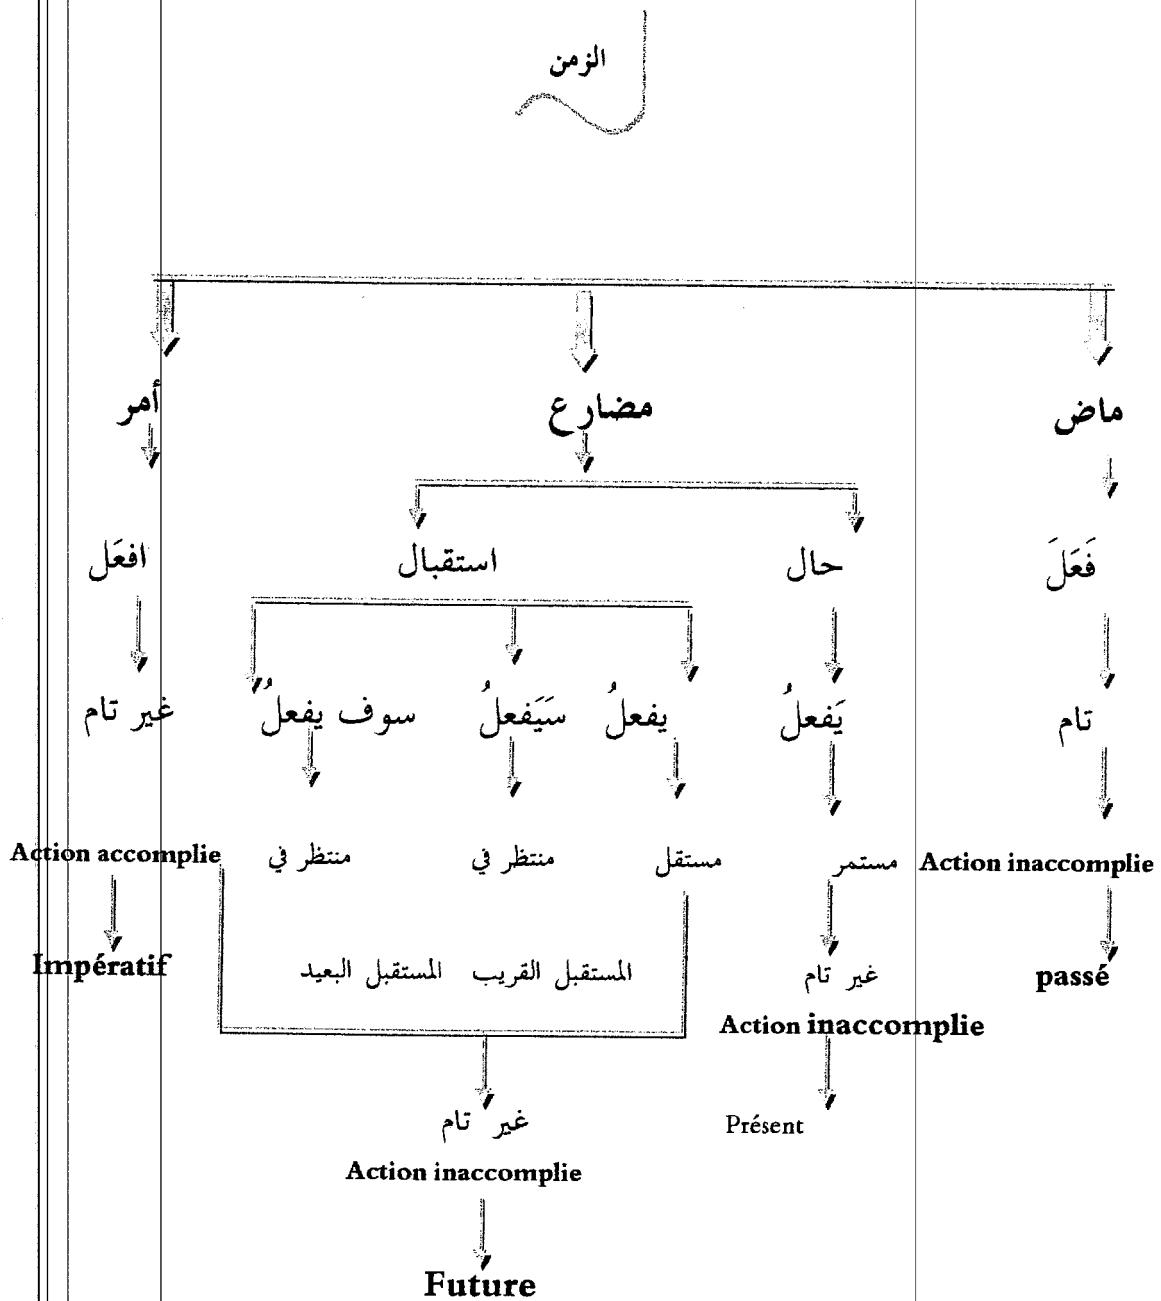 الزمن
ماض
مضارع
أمر
حال
استقبال
فَعَلَ
افعَل
يَفعلُ
يفعلُ
سَيَفعلُ
سوف يفعلُ
تام
غير تام
Action inaccomplie
مستمر
مستقل
منتظر في
منتظر في
Action accomplie
passé
غير تام
المستقبل القريب
المستقبل البعيد
Impératif
Action inaccomplie
Présent
غير تام
Action inaccomplie
Future